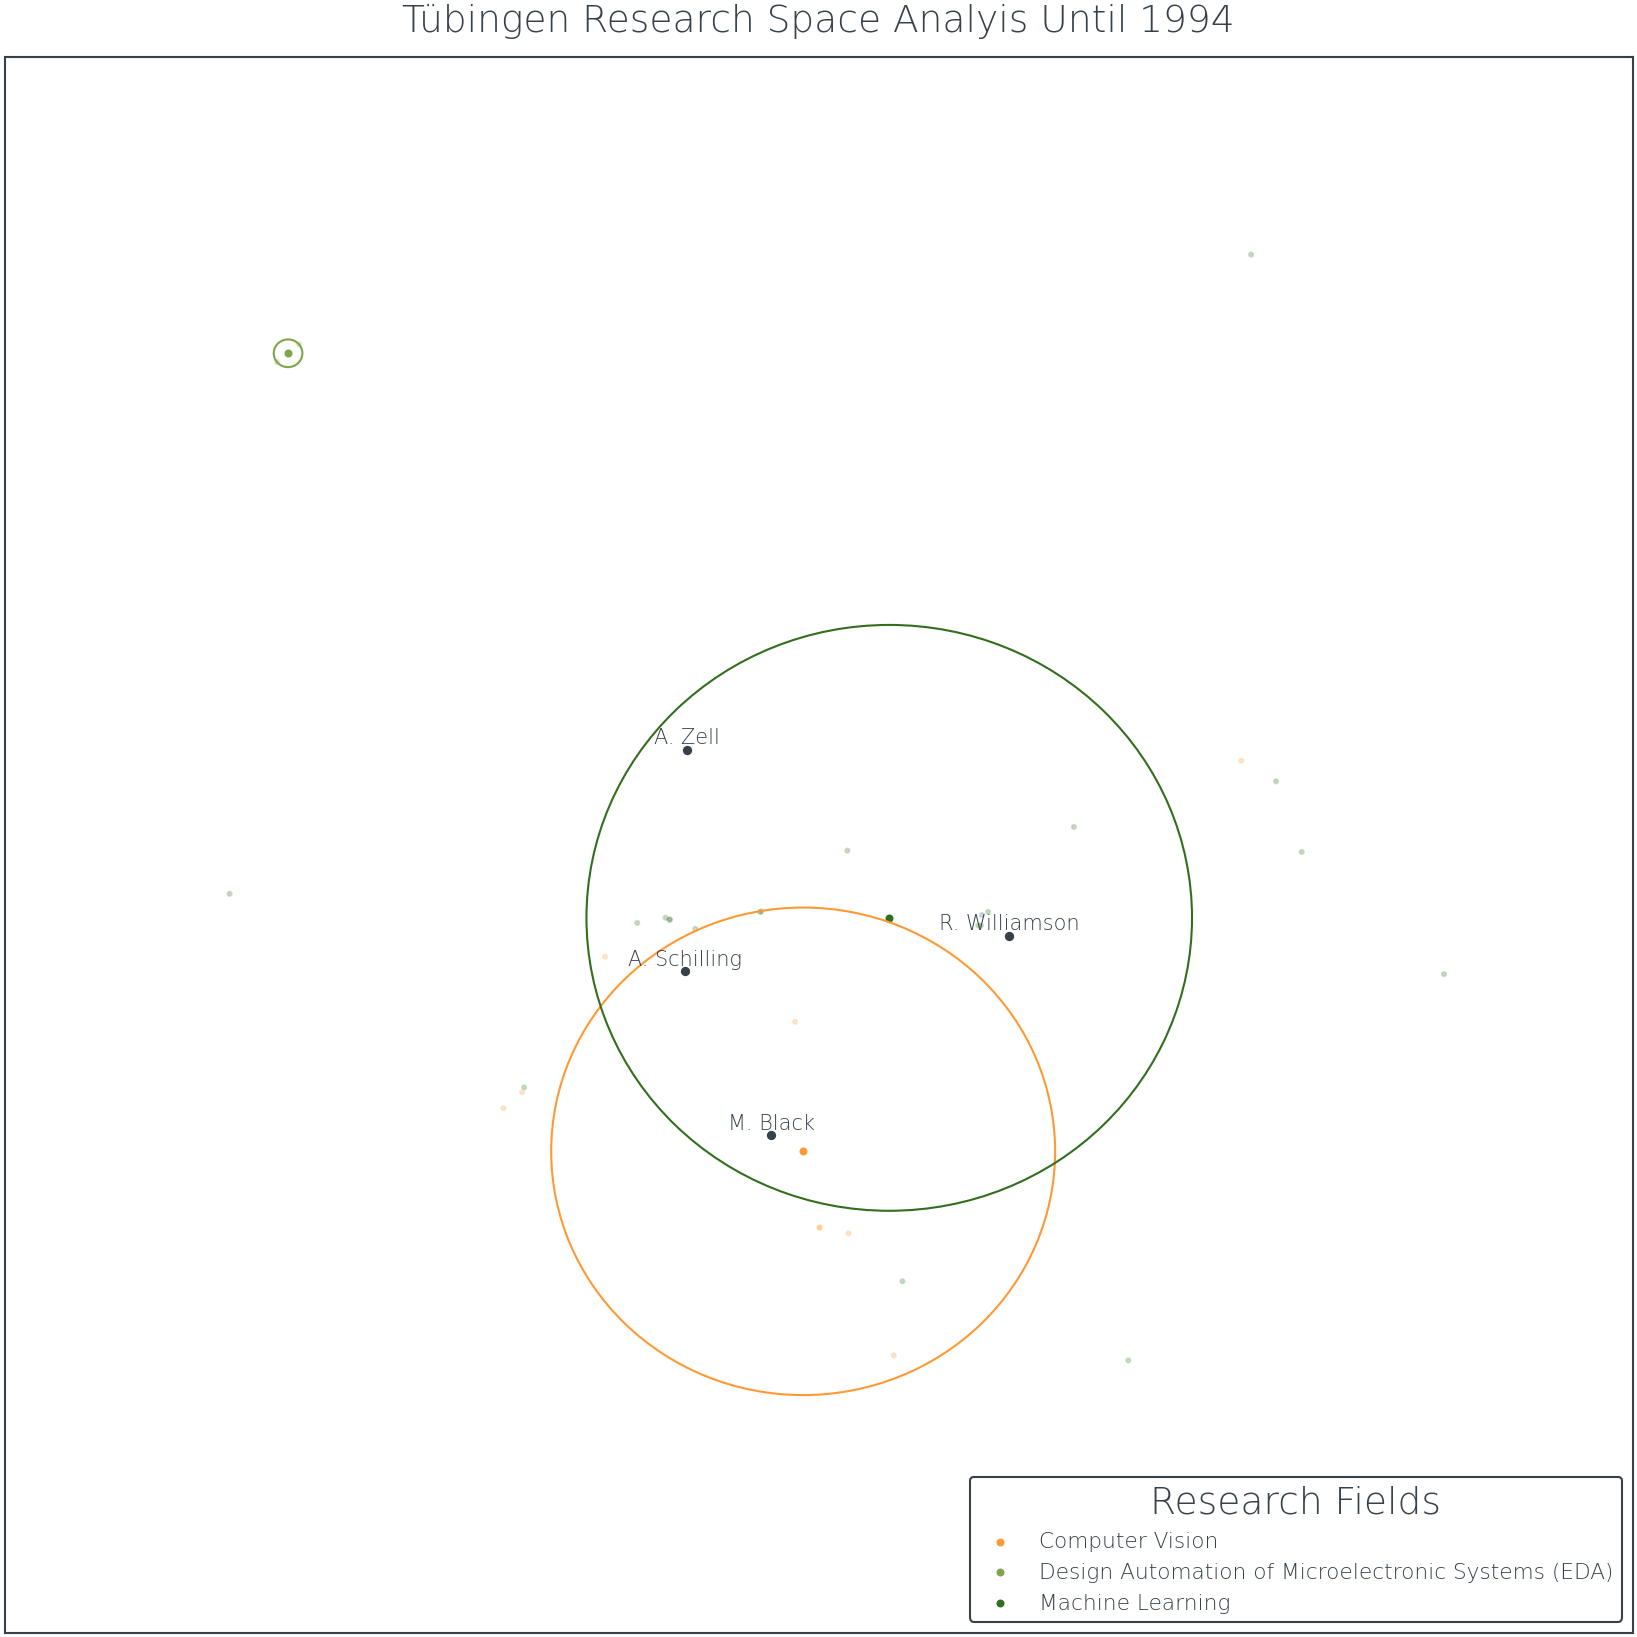 Tübingen Research Space Analyis Until 1994
A. Zell
R. Williamson
A. Schilling
M. Black
Research Fields
Computer Vision
Design Automation of Microelectronic Systems (EDA)
Machine Learning